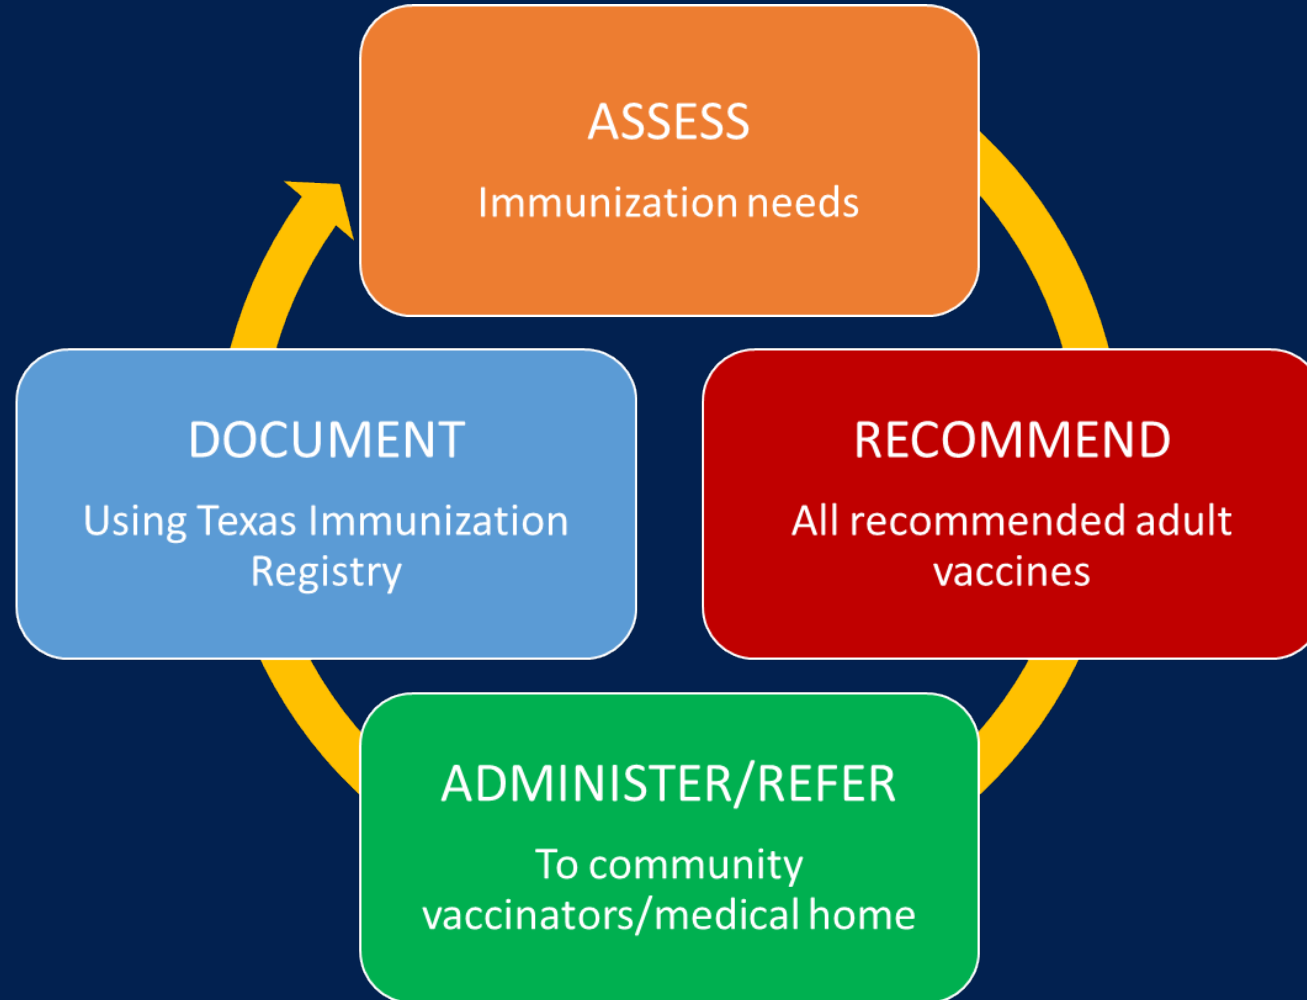 ASSESS
Immunization needs
RECOMMEND
All recommended adult
vaccines
ADMINISTER/REFER
To community
vaccinators/medical home
DOCUMENT
Using Texas Immunization
Registry